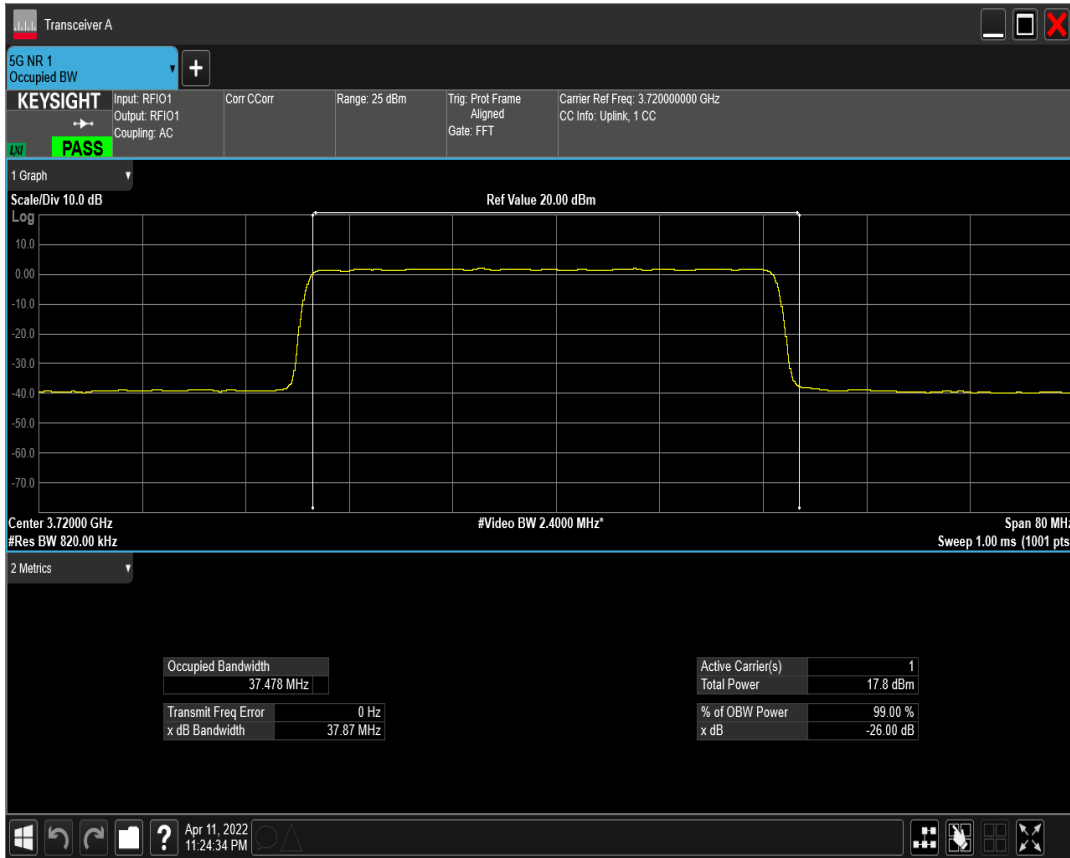 Transceiver A
5G NR 1
Occupied BW
KEYSIGHT
Input: RFIO1
Output: RFIO1
Coupling: AC
Corr CCorr
Range: 25 dBm
Trig: Prot Frame
Aligned
Gate: FFT
Carrier Ref Freq: 3.720000000 GHz
CC Info: Uplink, 1 CC
LXI
PASS
1 Graph
Scale/Div 10.0 dB
Ref Value 20.00 dBm
Log
10.0
0.00
-10.0
-20.0
-30.0
-40.0
-50.0
-60.0
-70.0
Center 3.72000 GHz
#Video BW 2.4000 MHz*
Span 80 MHz
#Res BW 820.00 kHz
Sweep 1.00 ms (1001 pts
2 Metrics
Occupied Bandwidth
37.478 MHz
Transmit Freq Error 0 Hz
x dB Bandwidth 37.87 MHz
Active Carrier(s) 1
Total Power 17.8 dBm
% of OBW Power 99.00 %
x dB -26.00 dB
?
Apr 11, 2022
11:24:34 PM